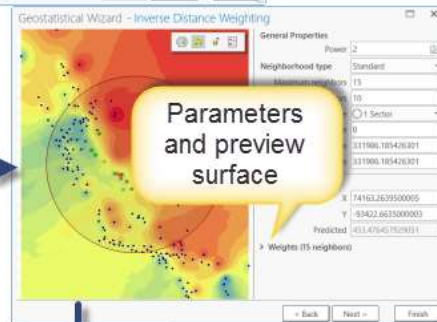 Geostatistical Wizard - Inverse Distance Weighting
General Properties
Power 2
Neighborhood type Standard
Maximum neighbors 15
10
1 Sector
0
331986.185426301
331986.185426301
Parameters
and preview
surface
X 74163.2639500005
Y -93422.6635000003
Predicted 453.476457929031
> Weights (15 neighbors)
< Back Next > Finish